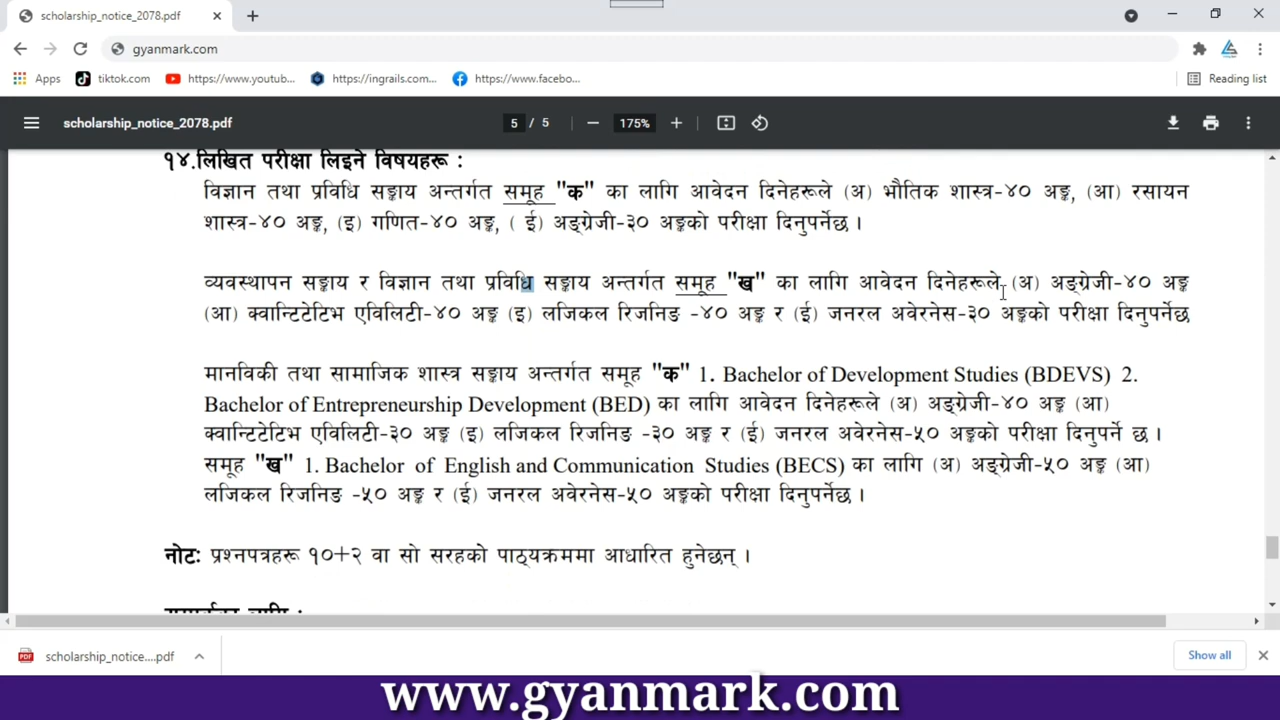 scholarship_notice_2078.pdf
gyanmark.com
Apps tiktok.com https://www.youtub... https://ingrails.com... https://www.facebo... Reading list
scholarship_notice_2078.pdf 5 / 5 175%
१४.लिखित परीक्षा लिइने विषयहरू :
विज्ञान तथा प्रविधि सङ्काय अन्तर्गत समूह "क" का लागि आवेदन दिनेहरूले (अ) भौतिक शास्त्र-४० अङ्क, (आ) रसायन
शास्त्र-४० अङ्क, (इ) गणित-४० अङ्क, ( ई) अङ्ग्रेजी-३० अङ्कको परीक्षा दिनुपर्नेछ ।
व्यवस्थापन सङ्काय र विज्ञान तथा प्रविधि सङ्काय अन्तर्गत समूह "ख" का लागि आवेदन दिनेहरूले (अ) अङ्ग्रेजी-४० अङ्क
(आ) क्वान्टिटेटिभ एविलिटी-४० अङ्क (इ) लजिकल रिजनिङ -४० अङ्क र (ई) जनरल अवेरनेस-३० अङ्कको परीक्षा दिनुपर्नेछ
मानविकी तथा सामाजिक शास्त्र सङ्काय अन्तर्गत समूह "क" 1. Bachelor of Development Studies (BDEVS) 2.
Bachelor of Entrepreneurship Development (BED) का लागि आवेदन दिनेहरूले (अ) अङ्ग्रेजी-४० अङ्क (आ)
क्वान्टिटेटिभ एविलिटी-३० अङ्क (इ) लजिकल रिजनिङ -३० अङ्क र (ई) जनरल अवेरनेस-५० अङ्कको परीक्षा दिनुपर्ने छ ।
समूह "ख" 1. Bachelor of English and Communication Studies (BECS) का लागि (अ) अङ्ग्रेजी-५० अङ्क (आ)
लजिकल रिजनिङ -५० अङ्क र (ई) जनरल अवेरनेस-५० अङ्कको परीक्षा दिनुपर्नेछ ।
नोटः प्रश्नपत्रहरू १०+२ वा सो सरहको पाठ्यक्रममा आधारित हुनेछन् ।
scholarship_notice....pdf Show all
www.gyanmark.com